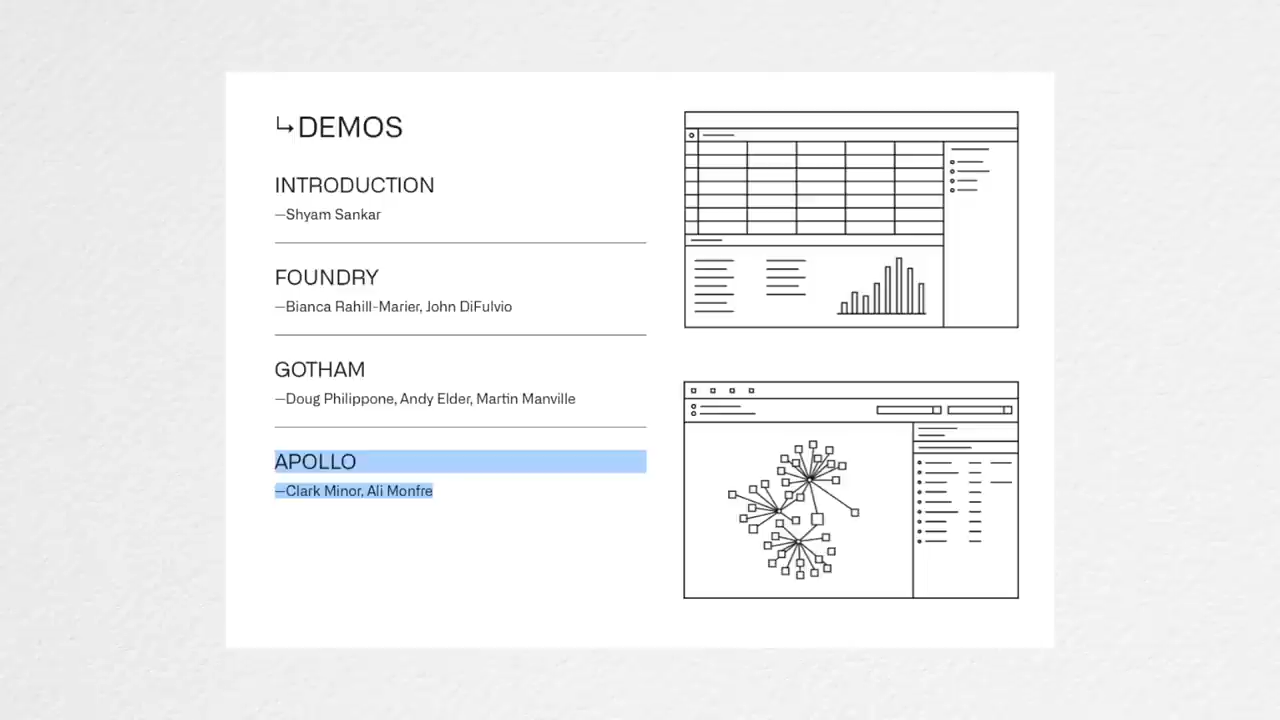 ↳DEMOS
INTRODUCTION
—Shyam Sankar
FOUNDRY
—Bianca Rahill-Marier, John DiFulvio
GOTHAM
—Doug Philippone, Andy Elder, Martin Manville
APOLLO
—Clark Minor, Ali Monfre